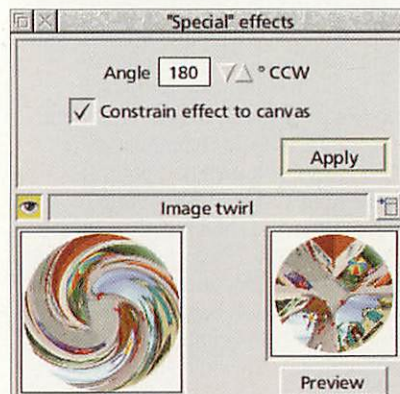 "Special" effects
Angle 180 ° CCW
Constrain effect to canvas
Apply
Image twirl
Preview